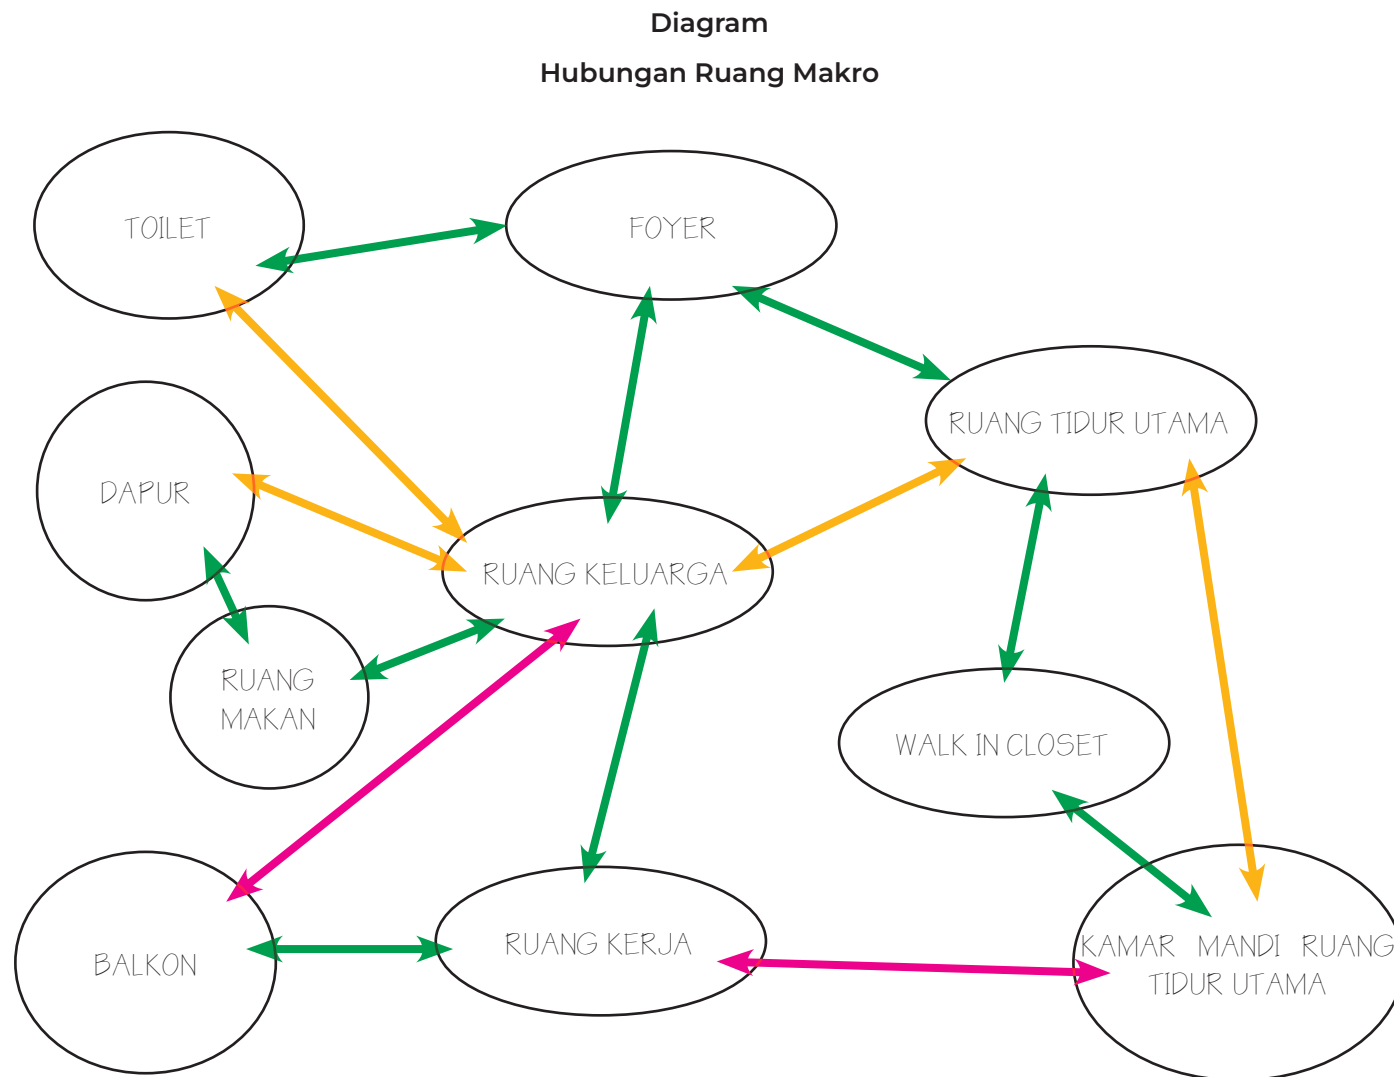 Diagram
Hubungan Ruang Makro
TOILET
FOYER
RUANG TIDUR UTAMA
DAPUR
RUANG KELUARGA
RUANG
MAKAN
WALK IN CLOSET
BALKON
RUANG KERJA
KAMAR MANDI RUANG
TIDUR UTAMA